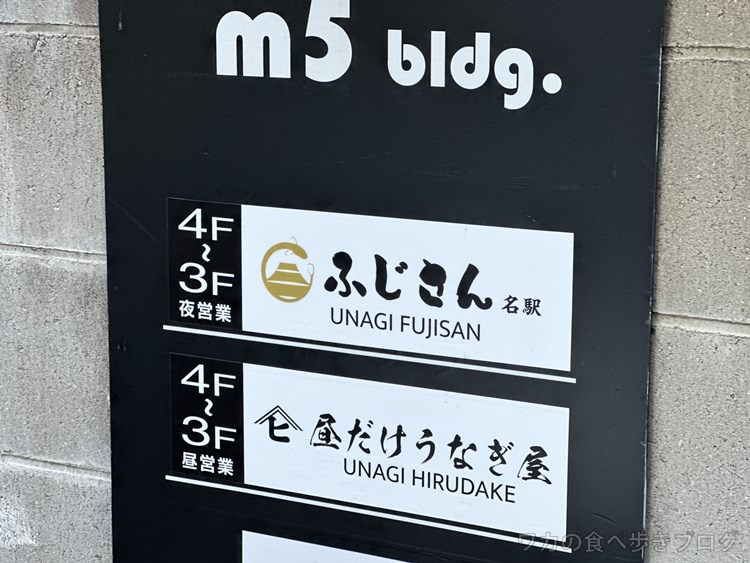 m5 bldg.
4F
~
3F
夜営業
ふじさん 名駅
UNAGI FUJISAN
4F
~
3F
昼営業
ヒ 昼だけうなぎ屋
UNAGI HIRUDAKE
ワカの食べ歩きブログ